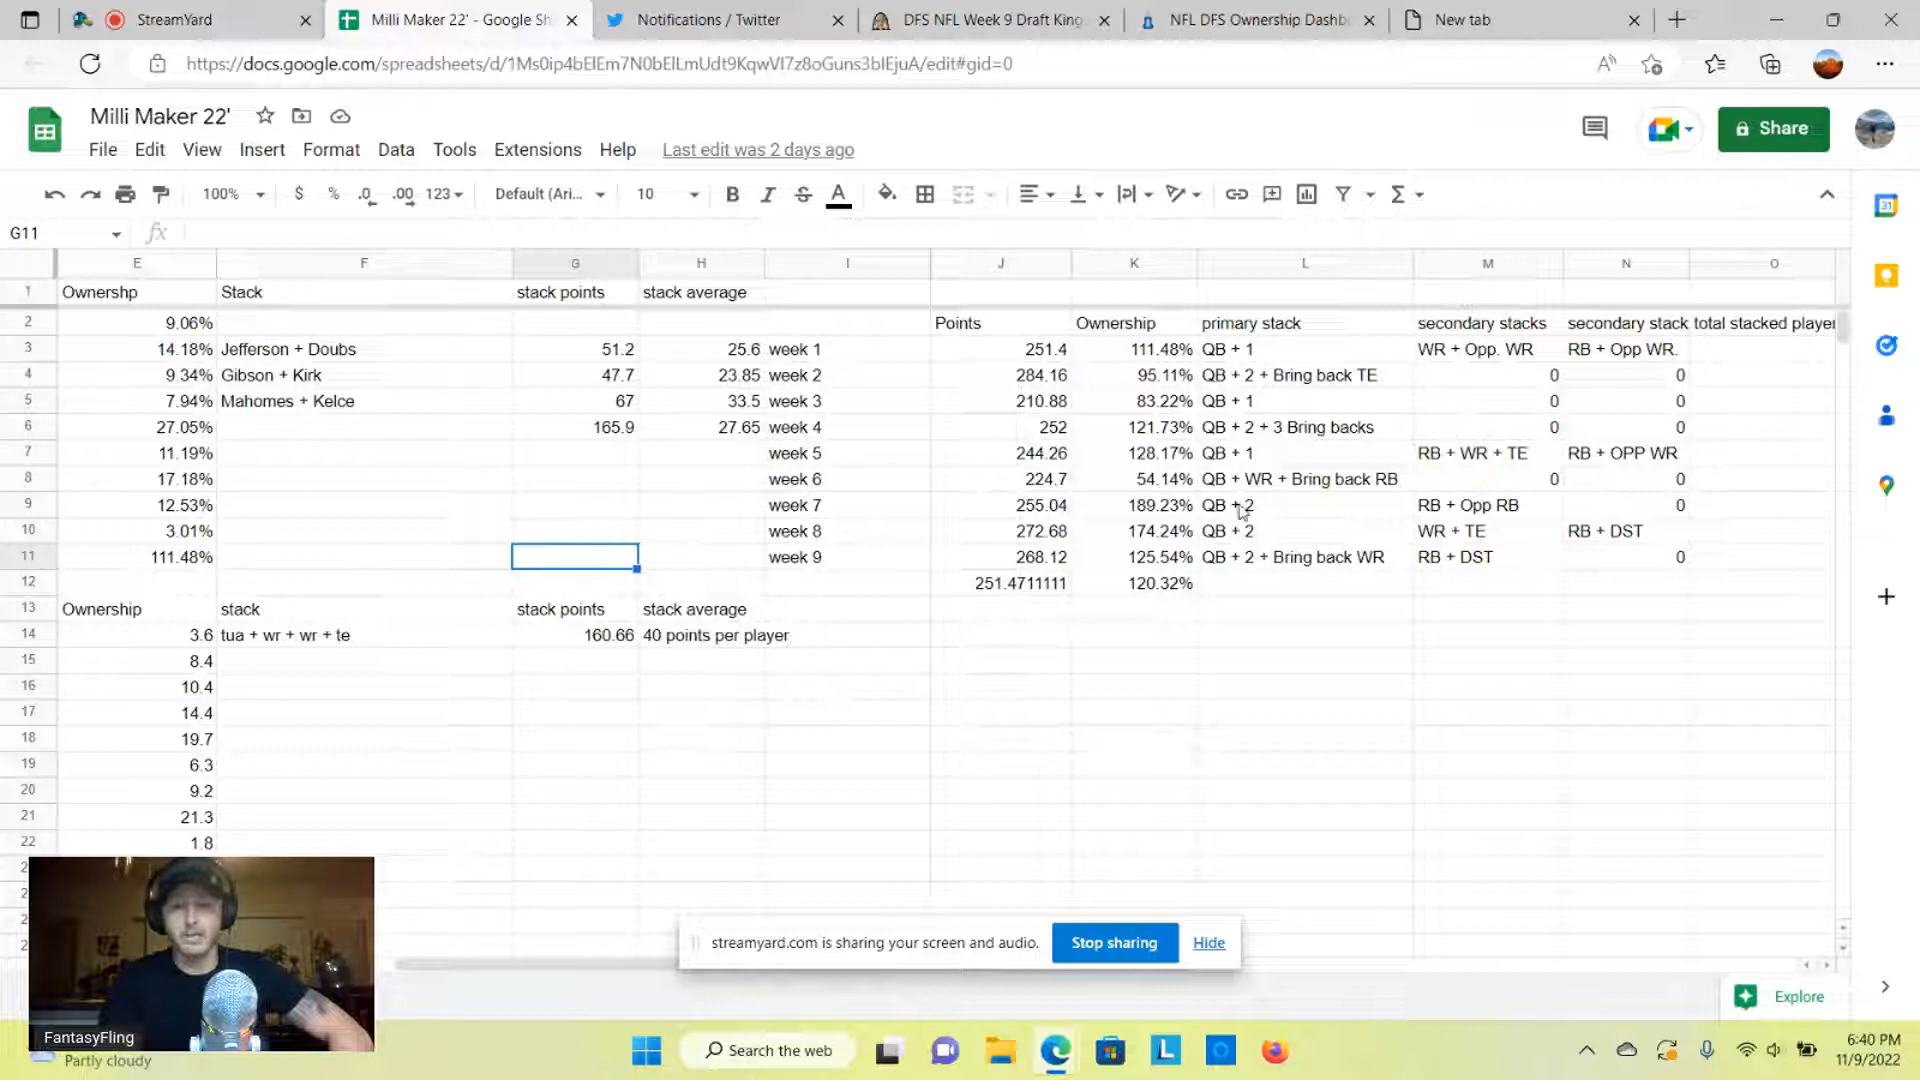 StreamYard
Milli Maker 22' - Google Sh
Notifications / Twitter
DFS NFL Week 9 Draft King
NFL DFS Ownership Dashb
New tab
https://docs.google.com/spreadsheets/d/1Ms0ip4bElEm7N0bElLmUdt9KqwVI7z8oGuns3bIEjuA/edit#gid=0
Milli Maker 22'
Share
File Edit View Insert Format Data Tools Extensions Help Last edit was 2 days ago
100% $ % .0 .00 123 Default (Ari... 10 B I S A
31
G11 fx
E F G H I J K L M N O
1 Ownershp Stack stack points stack average
2 9.06% Points Ownership primary stack secondary stacks secondary stack total stacked player
3 14.18% Jefferson + Doubs 51.2 25.6 week 1 251.4 111.48% QB + 1 WR + Opp. WR RB + Opp WR.
4 9.34% Gibson + Kirk 47.7 23.85 week 2 284.16 95.11% QB + 2 + Bring back TE 0 0
5 7.94% Mahomes + Kelce 67 33.5 week 3 210.88 83.22% QB + 1 0 0
6 27.05% 165.9 27.65 week 4 252 121.73% QB + 2 + 3 Bring backs 0 0
7 11.19% week 5 244.26 128.17% QB + 1 RB + WR + TE RB + OPP WR
8 17.18% week 6 224.7 54.14% QB + WR + Bring back RB 0 0
9 12.53% week 7 255.04 189.23% QB + 2 RB + Opp RB 0
10 3.01% week 8 272.68 174.24% QB + 2 WR + TE RB + DST
11 111.48% week 9 268.12 125.54% QB + 2 + Bring back WR RB + DST 0
12 251.4711111 120.32%
13 Ownership stack stack points stack average
14 3.6 tua + wr + wr + te 160.66 40 points per player
15 8.4
16 10.4
17 14.4
18 19.7
19 6.3
20 9.2
21 21.3
22 1.8
streamyard.com is sharing your screen and audio. Stop sharing Hide
Explore
FantasyFling
Partly cloudy
Search the web
L
6:40 PM
11/9/2022